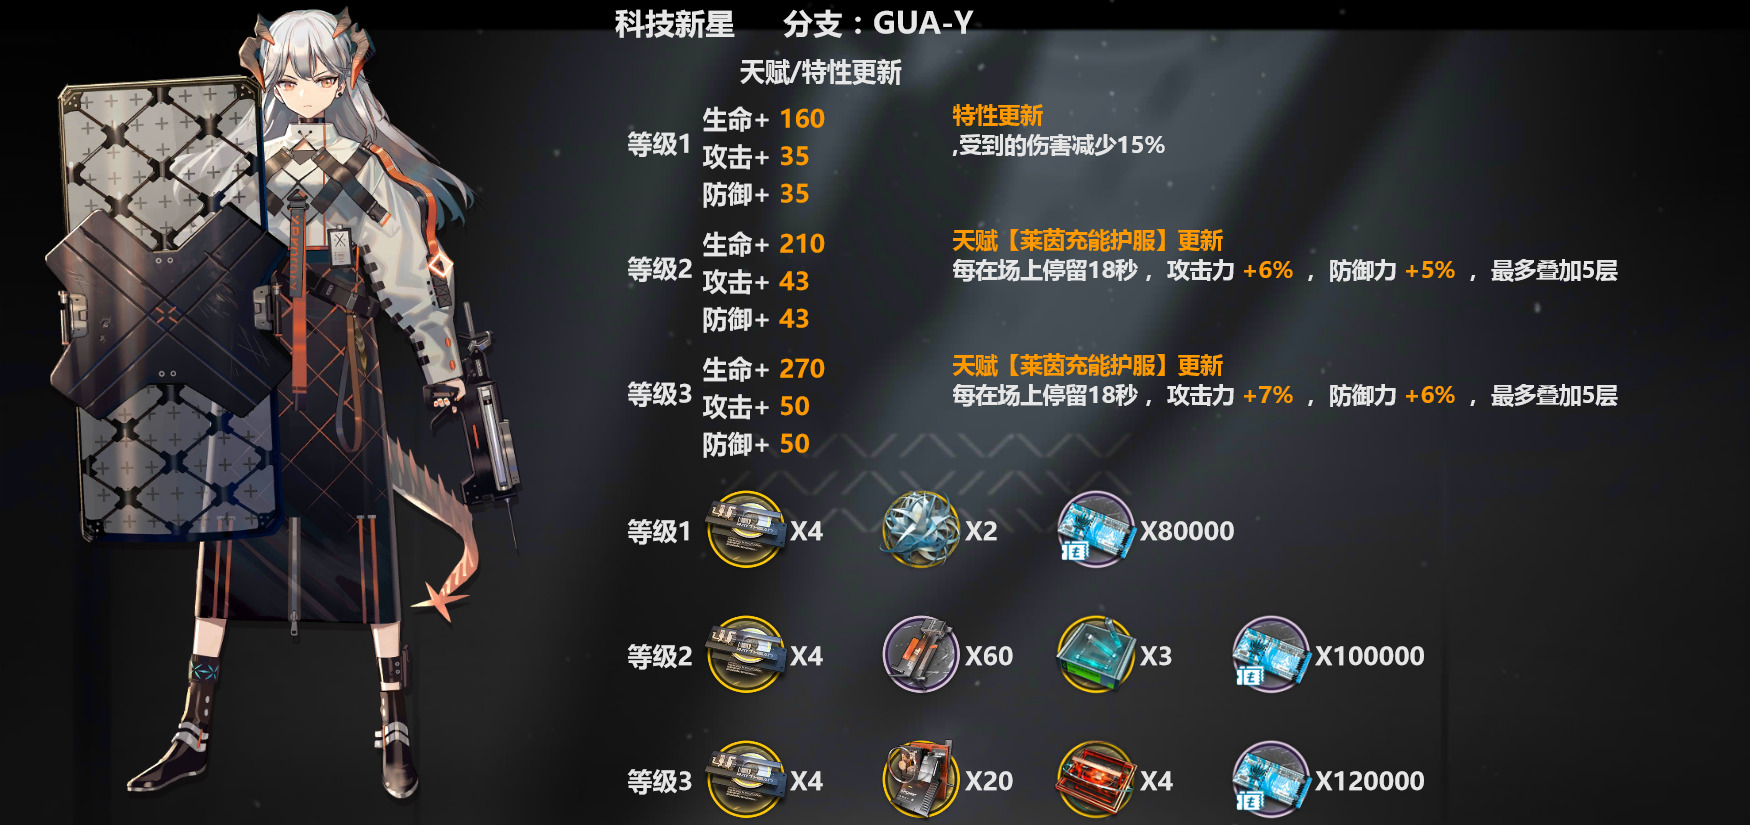 科技新星 分支：GUA-Y
天赋/特性更新
等级1
生命+ 160
攻击+ 35
防御+ 35
特性更新
,受到的伤害减少15%
等级2
生命+ 210
攻击+ 43
防御+ 43
天赋【莱茵充能护服】更新
每在场上停留18秒，攻击力 +6% ，防御力 +5% ，最多叠加5层
等级3
生命+ 270
攻击+ 50
防御+ 50
天赋【莱茵充能护服】更新
每在场上停留18秒，攻击力 +7% ，防御力 +6% ，最多叠加5层
等级1 X4 X2 X80000
等级2 X4 X60 X3 X100000
等级3 X4 X20 X4 X120000